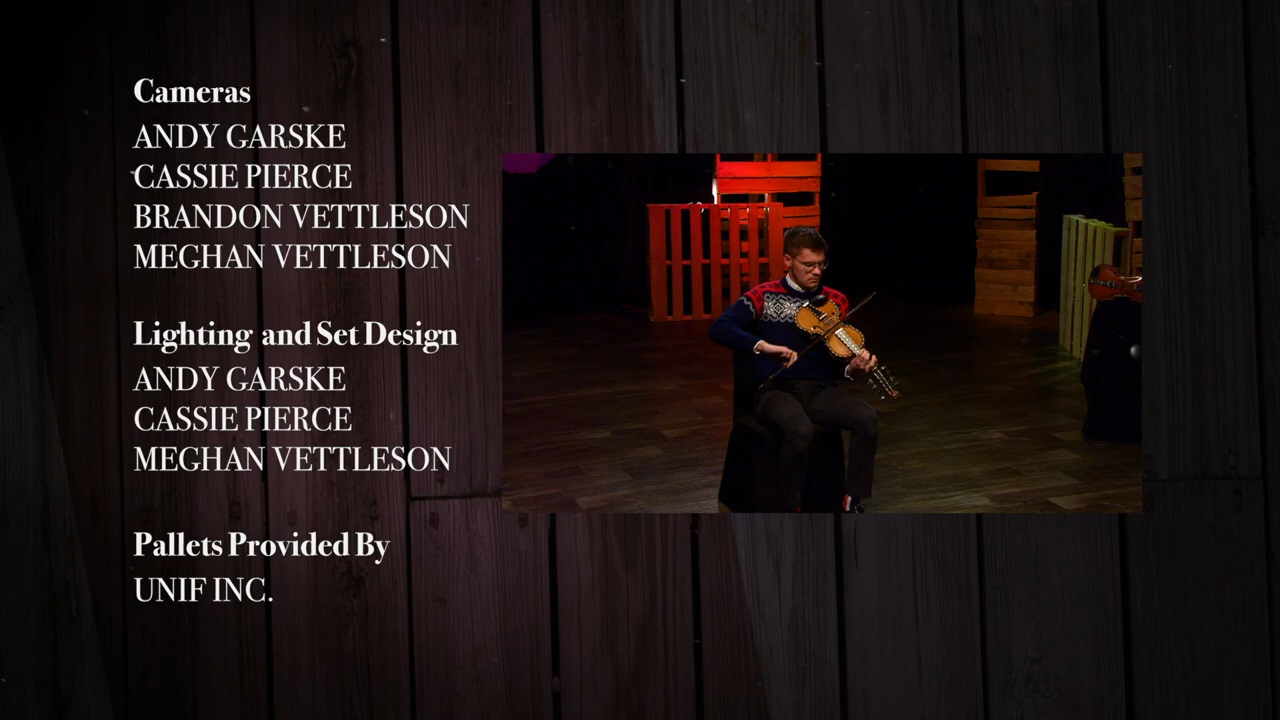 Cameras
ANDY GARSKE
CASSIE PIERCE
BRANDON VETTLESON
MEGHAN VETTLESON
Lighting and Set Design
ANDY GARSKE
CASSIE PIERCE
MEGHAN VETTLESON
Pallets Provided By
UNIF INC.